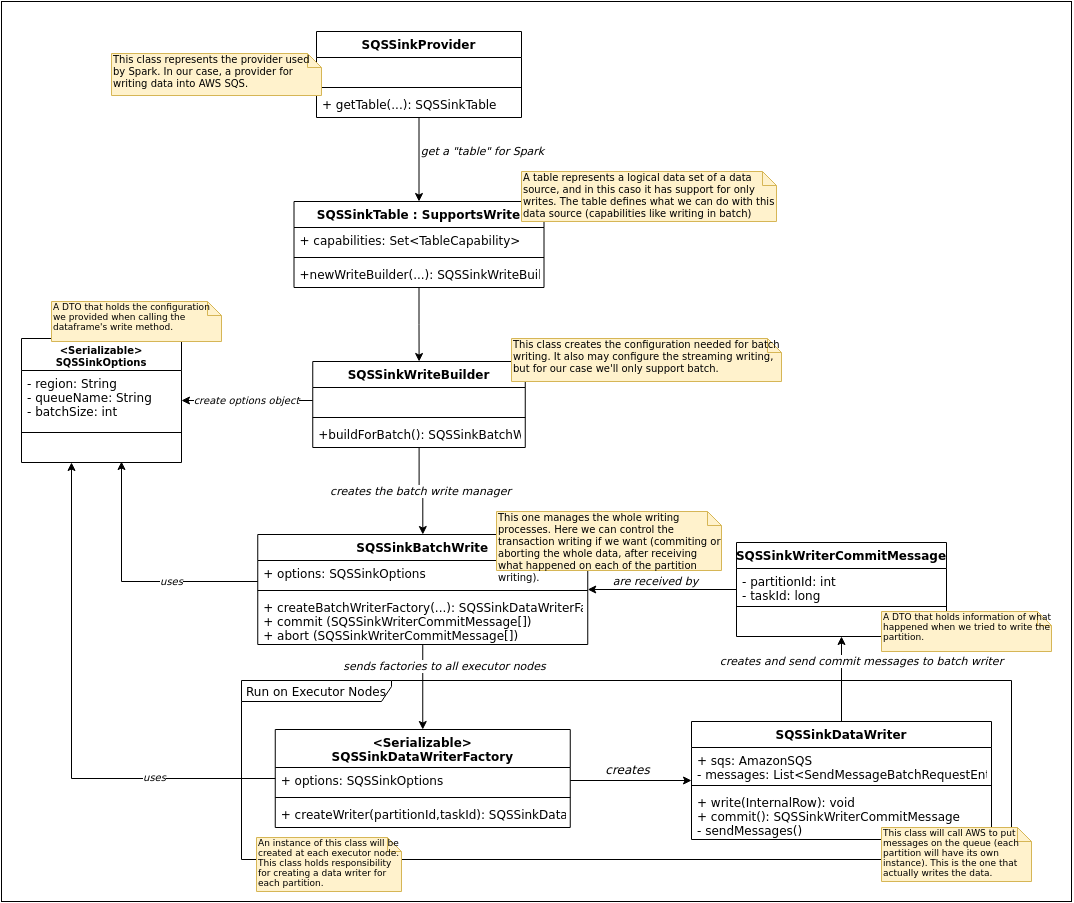 SQSSinkProvider
This class represents the provider used
by Spark. In our case, a provider for
writing data into AWS SQS.
+ getTable(...): SQSSinkTable
get a "table" for Spark
A table represents a logical data set of a data
source, and in this caso it has support for only
writes. The table defines what we can do with this
data source (capabilities like writing in batch)
SQSSinkTable : SupportsWrite
+ capabilities: Set<TableCapability>
+newWriteBuilder(...): SQSSinkWriteBuil
A DTO that holds the configuration
we provided when calling the
dataframe's write method.
<Serializable>
SQSSinkOptions
- region: String
- queueName: String
- batchSize: int
This class creates the configuration needed for batch
writing. It also may configure the streaming writing,
but for our case we'll only support batch.
SQSSinkWriteBuilder
create options object
+buildForBatch(): SQSSinkBatchW
creates the batch write manager
This one manages the whole writing
processes. Here we can control the
transaction writing if we want (commiting or
aborting the whole data, after receiving
what happened on each of the partition
writing).
SQSSinkBatchWrite
+ options: SQSSinkOptions
+ createBatchWriterFactory(...): SQSSinkDataWriterFa
+ commit (SQSSinkWriterCommitMessage[])
+ abort (SQSSinkWriterCommitMessage[])
uses
are received by
SQSSinkWriterCommitMessage
- partitionId: int
- taskId: long
A DTO that holds information of what
happened when we tried to write the
partition.
sends factories to all executor nodes
creates and send commit messages to batch writer
Run on Executor Nodes
<Serializable>
SQSSinkDataWriterFactory
+ options: SQSSinkOptions
+ createWriter(partitionId,taskId): SQSSinkData
uses
creates
SQSSinkDataWriter
+ sqs: AmazonSQS
- messages: List<SendMessageBatchRequestEnt
+ write(InternalRow): void
+ commit(): SQSSinkWriterCommitMessage
- sendMessages()
An instance of this class will be
created at each executor node.
This class holds responsibility
for creating a data writer for
each partition.
This class will call AWS to put
messages on the queue (each
partition will have its own
instance). This is the one that
actually writes the data.